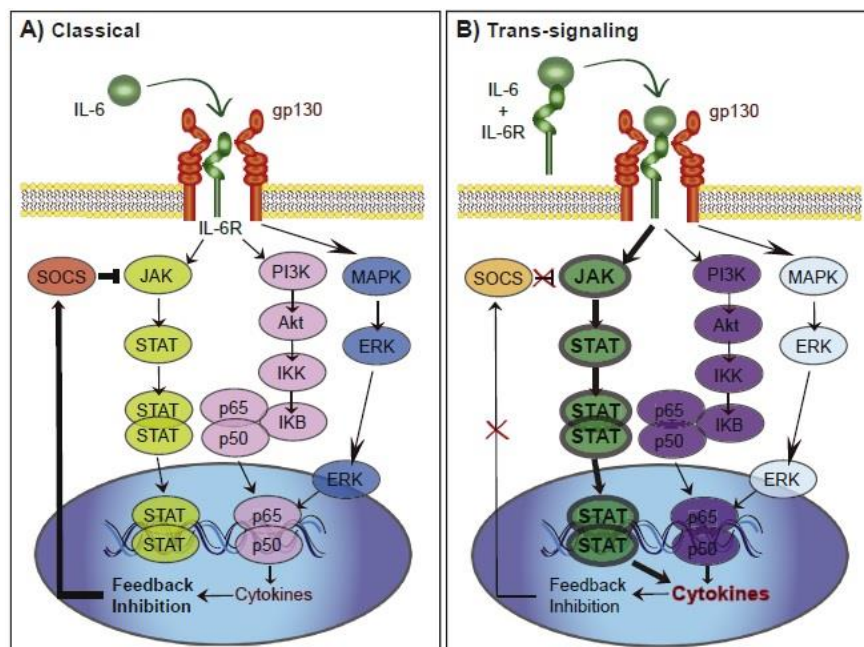 A) Classical
IL-6
gp130
IL-6R
SOCS
JAK
PI3K
MAPK
STAT
Akt
ERK
IKK
STAT
STAT
p65
p50
IKB
ERK
STAT
STAT
p65
p50
Feedback
Inhibition
Cytokines
B) Trans-signaling
IL-6
+
IL-6R
gp130
SOCS
JAK
PI3K
MAPK
STAT
Akt
ERK
IKK
STAT
STAT
p65
p50
IKB
ERK
STAT
STAT
p65
p50
Feedback
Inhibition
Cytokines